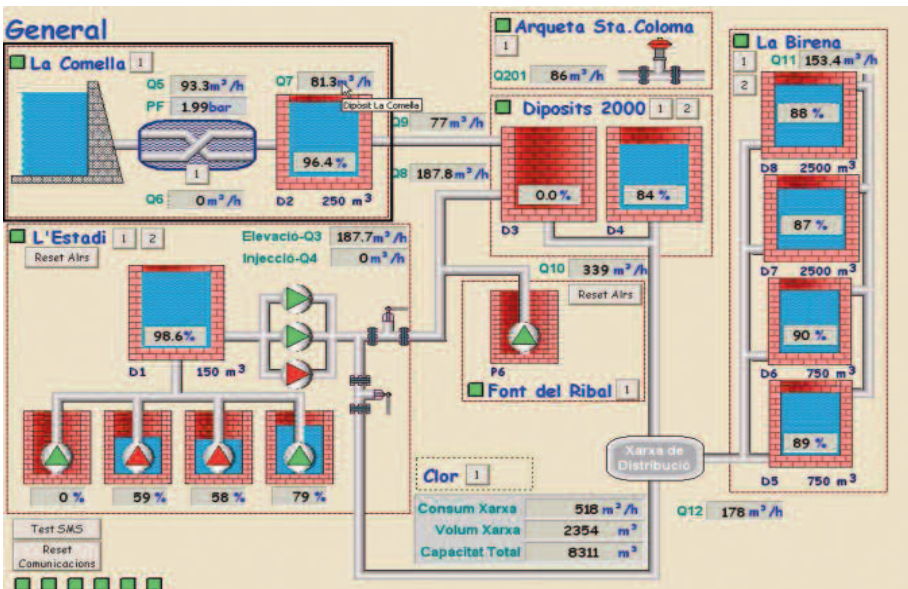 General
La Comella 1
Q5 93.3m³/h
PF 1.99bar
1
Q6 0m³/h
Q7 81.3m³/h
Dipòsit La Comella
96.4%
D2 250 m³
Arqueta Sta.Coloma
1
Q201 86m³/h
Diposits 2000 1 2
Q9 77m³/h
Q8 187.8m³/h
0.0%
84%
D3
D4
Q10 339 m³/h
La Birena
1
2
Q11 153.4m³/h
88 %
D8 2500 m³
87 %
D7 2500 m³
90 %
D6 750 m³
89 %
D5 750 m³
L'Estadi 1 2
Reset Alrs
Elevació-Q3 187.7m³/h
Injecció-Q4 0m³/h
98.6%
D1 150 m³
0 %
59 %
58 %
79 %
Reset Alrs
P6
Font del Ribal 1
Xarxa de
Distribució
Clor 1
Consum Xarxa 518 m³/h
Volum Xarxa 2354 m³
Capacitat Total 8311 m³
Q12 178 m³/h
Test SMS
Reset
Comunicacions